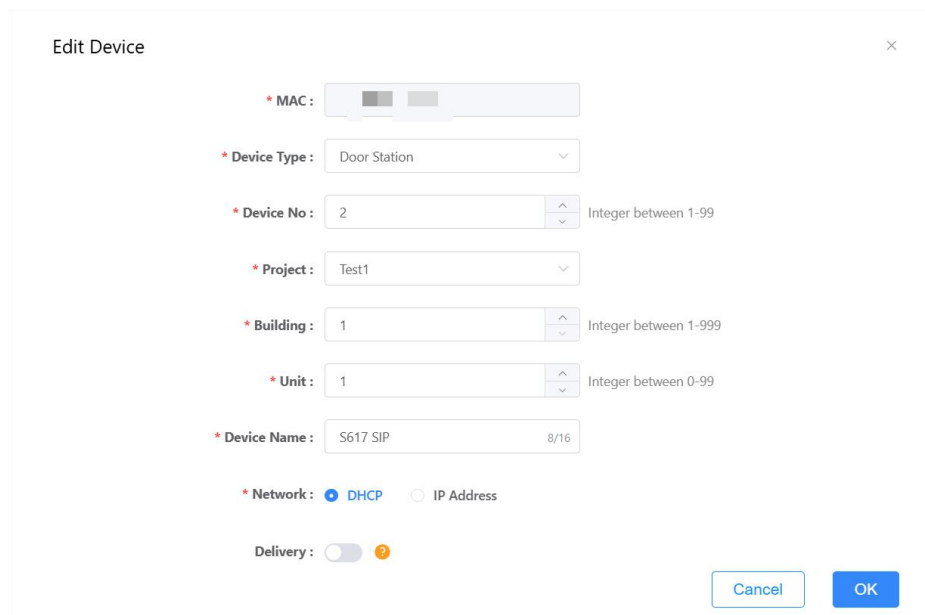 Edit Device
* MAC :
* Device Type : Door Station
* Device No : 2 Integer between 1-99
* Project : Test1
* Building : 1 Integer between 1-999
* Unit : 1 Integer between 0-99
* Device Name : S617 SIP 8/16
* Network : DHCP IP Address
Delivery : ?
Cancel OK